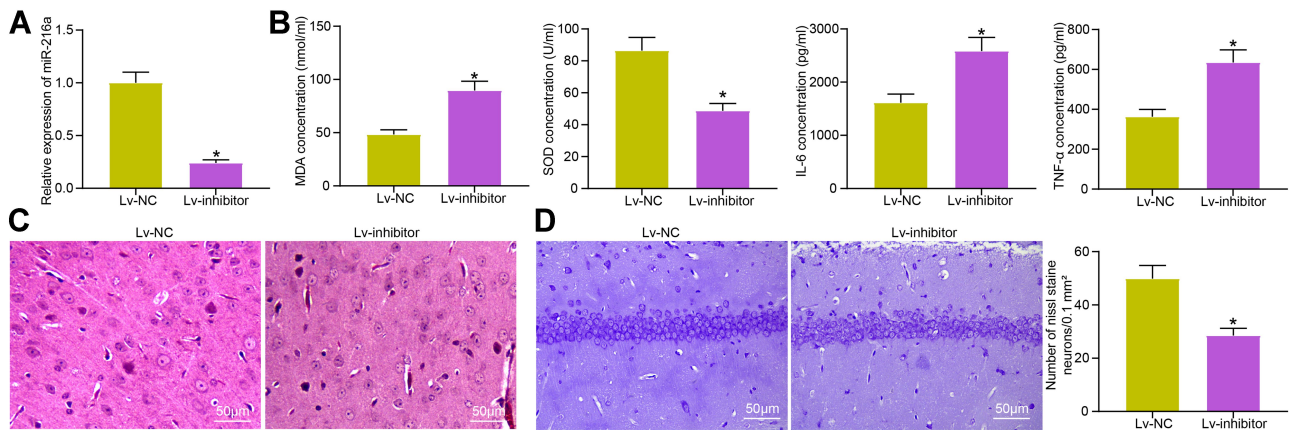 A
Relative expression of miR-216a
1.5
1.0
0.5
0.0
Lv-NC
Lv-inhibitor
*
B
MDA concentration (nmol/ml)
150
100
50
0
Lv-NC
Lv-inhibitor
*
SOD concentration (U/ml)
100
80
60
40
20
0
Lv-NC
Lv-inhibitor
*
IL-6 concentration (pg/ml)
3000
2000
1000
0
Lv-NC
Lv-inhibitor
*
TNF-α concentration (pg/ml)
800
600
400
200
0
Lv-NC
Lv-inhibitor
*
C
Lv-NC
50μm
Lv-inhibitor
50μm
D
Lv-NC
50μm
Lv-inhibitor
50μm
Number of nissi staine
neurons/0.1 mm²
60
40
20
0
Lv-NC
Lv-inhibitor
*